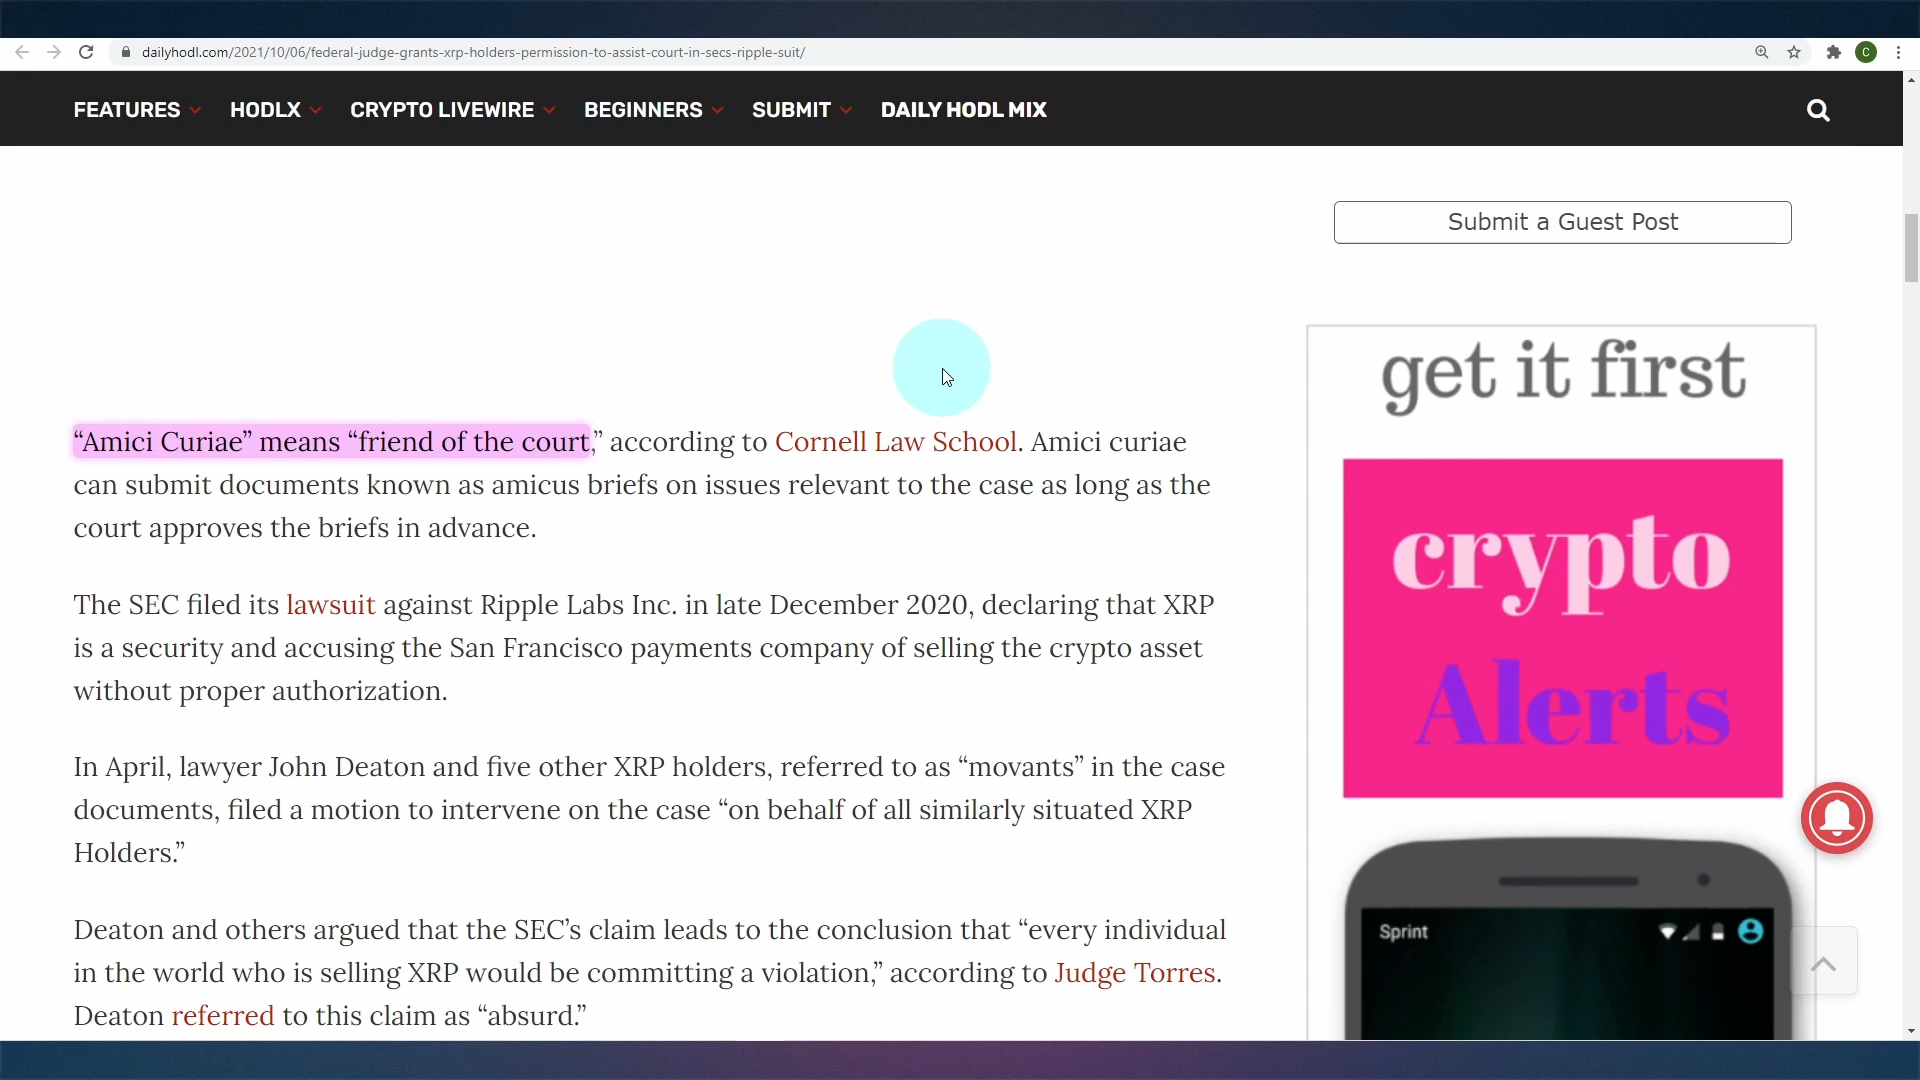 dailyhodl.com/2021/10/06/federal-judge-grants-xrp-holders-permission-to-assist-court-in-secs-ripple-suit/
C
FEATURES HODLX CRYPTO LIVEWIRE BEGINNERS SUBMIT DAILY HODL MIX
Submit a Guest Post
“Amici Curiae” means “friend of the court,” according to Cornell Law School. Amici curiae
can submit documents known as amicus briefs on issues relevant to the case as long as the
court approves the briefs in advance.
The SEC filed its lawsuit against Ripple Labs Inc. in late December 2020, declaring that XRP
is a security and accusing the San Francisco payments company of selling the crypto asset
without proper authorization.
In April, lawyer John Deaton and five other XRP holders, referred to as “movants” in the case
documents, filed a motion to intervene on the case “on behalf of all similarly situated XRP
Holders.”
Deaton and others argued that the SEC’s claim leads to the conclusion that “every individual
in the world who is selling XRP would be committing a violation,” according to Judge Torres.
Deaton referred to this claim as “absurd.”
get it first
crypto
Alerts
Sprint